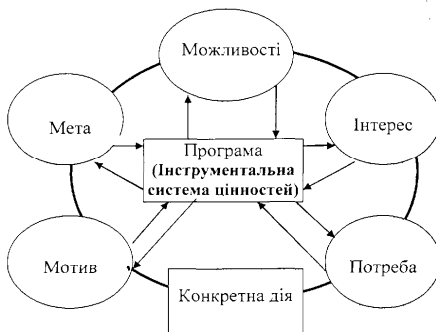 Можливості
Мета
Інтерес
Програма
(Інструментальна
система цінностей)
Мотив
Потреба
Конкретна дія